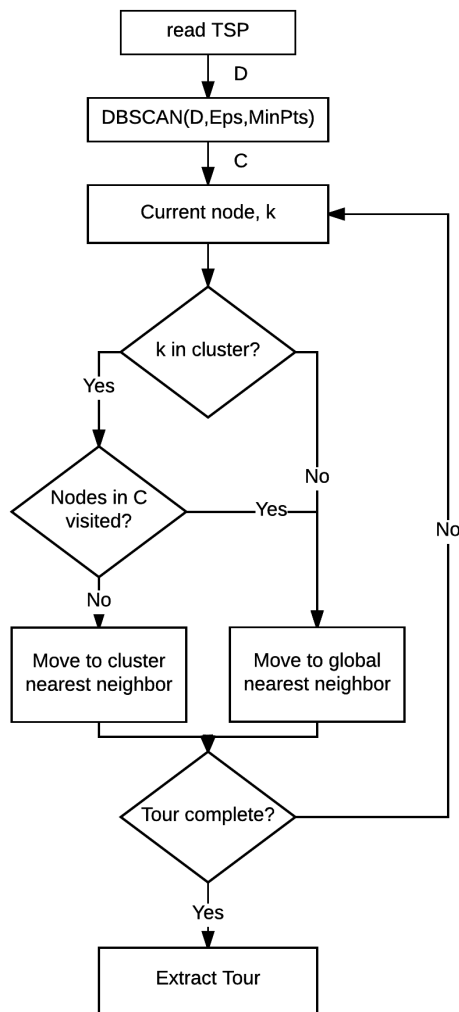 read TSP
D
DBSCAN(D,Eps,MinPts)
C
Current node, k
k in cluster?
Yes
No
Nodes in C
visited?
Yes
No
No
Move to cluster
nearest neighbor
Move to global
nearest neighbor
Tour complete?
Yes
Extract Tour